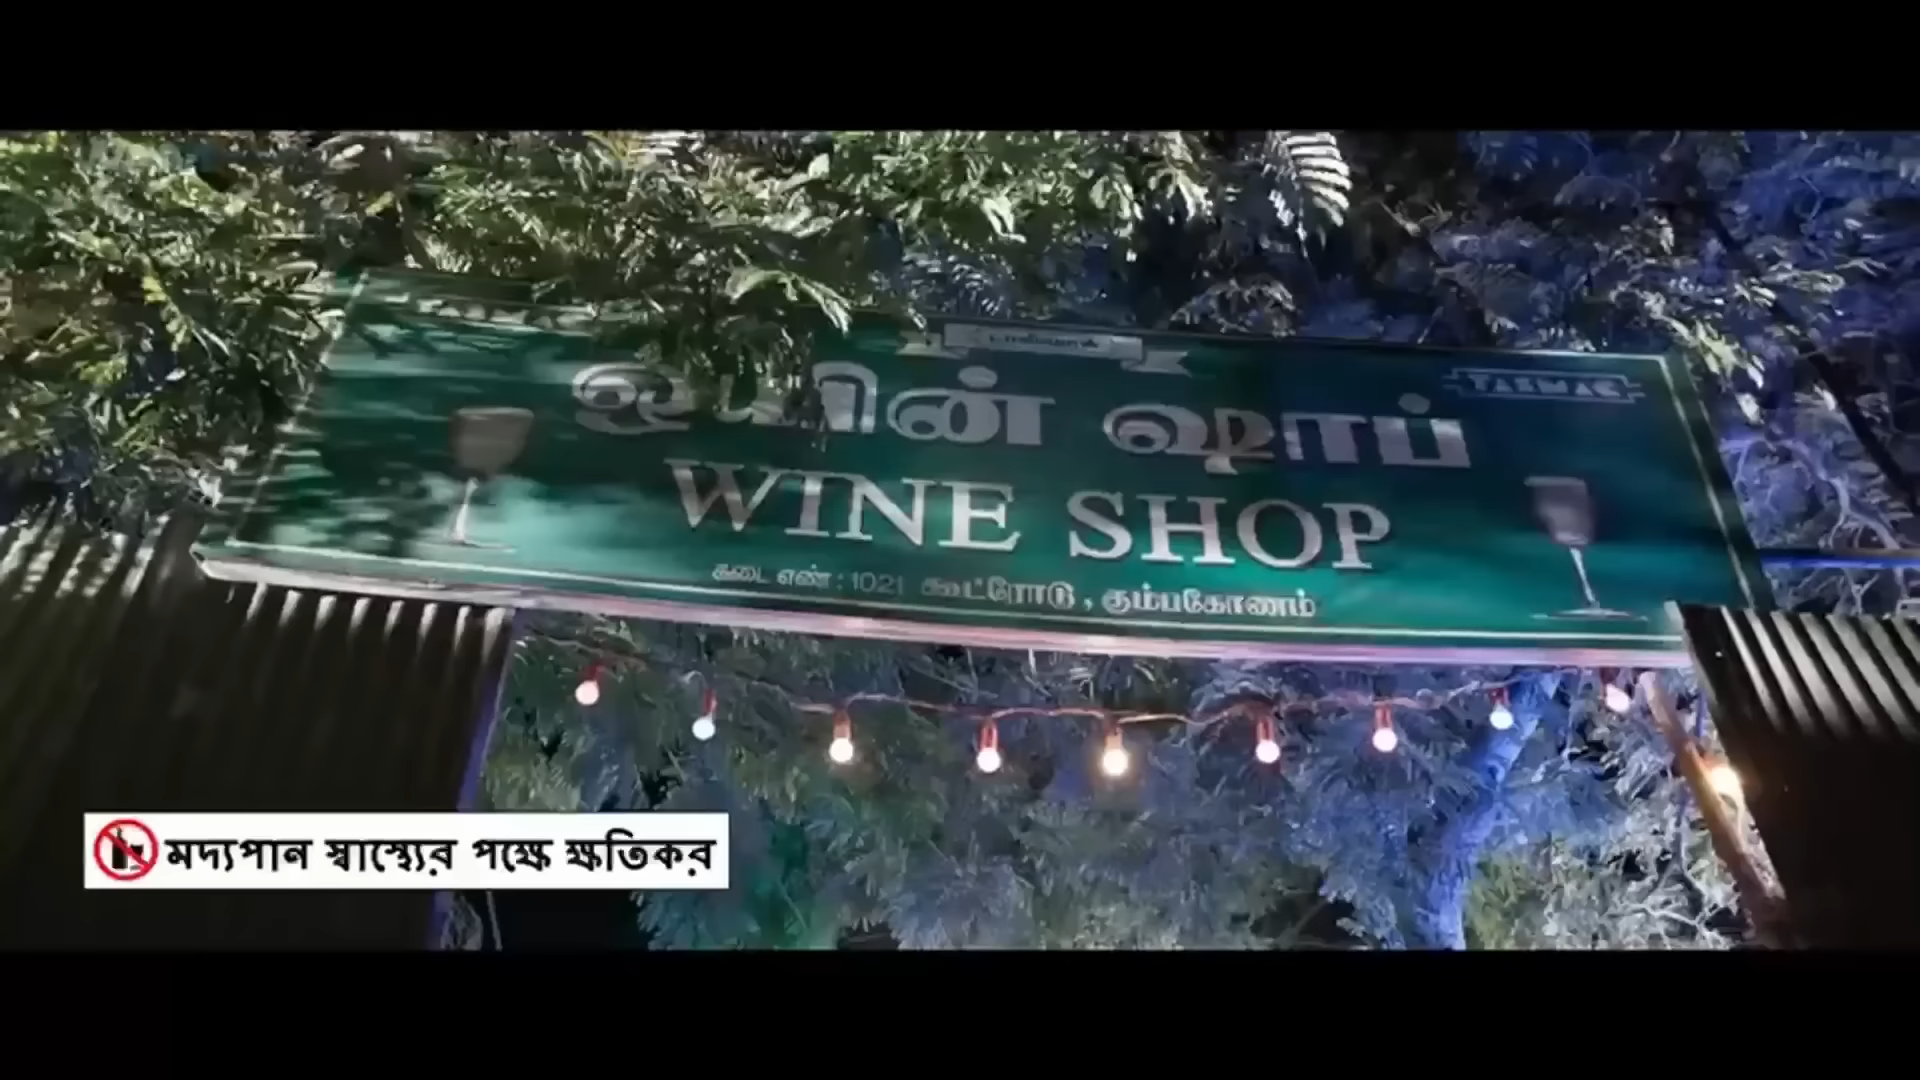 TASMAC
ஒயின் ஷாப்
WINE SHOP
கடை எண் : 1021 கூட்ரோடு, கும்பகோணம்
মদ্যপান স্বাস্থ্যের পক্ষে ক্ষতিকর